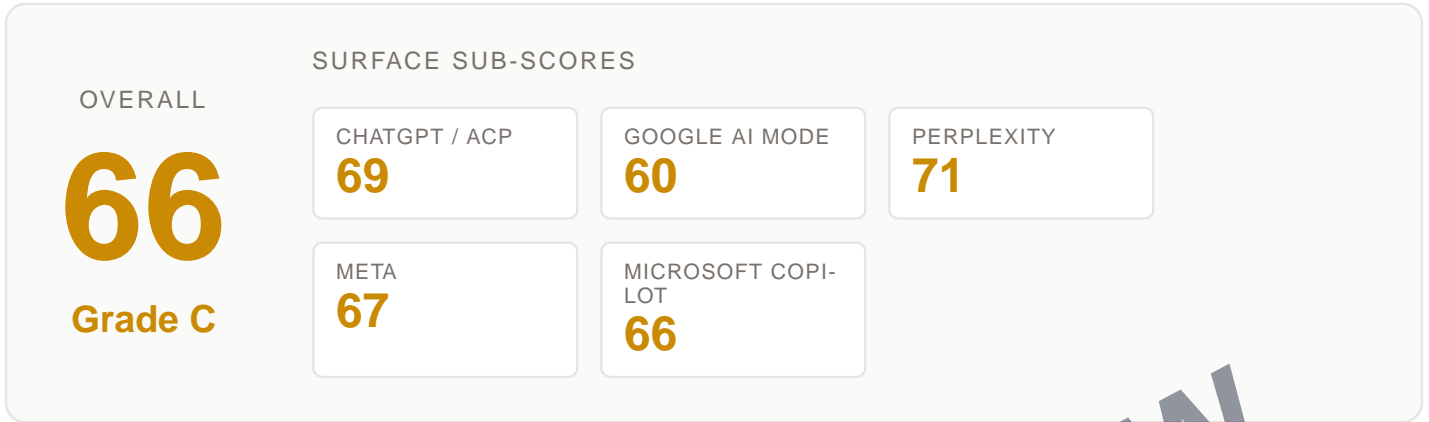 SURFACE SUB-SCORES
OVERALL
66
Grade C
CHATGPT / ACP
69
GOOGLE AI MODE
60
PERPLEXITY
71
META
67
MICROSOFT COPI-
LOT
66